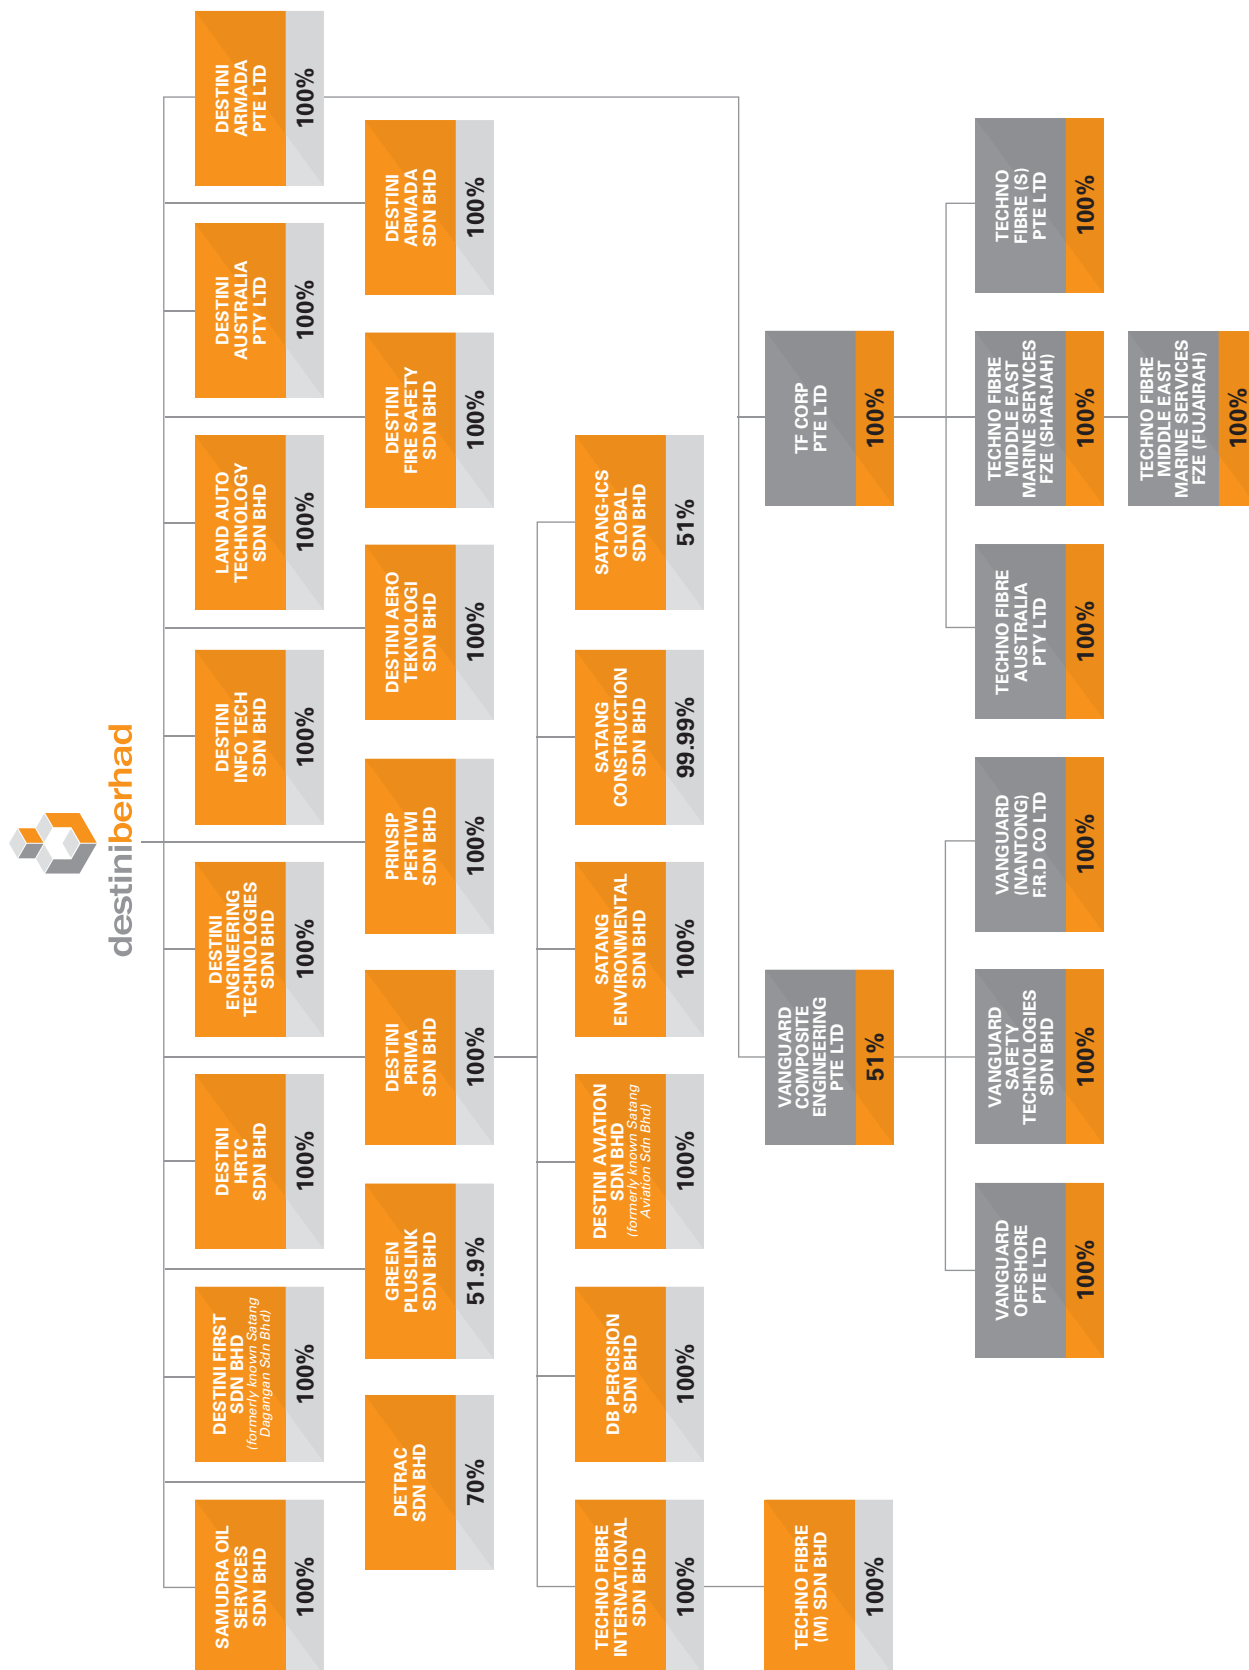 destiniberhad
SAMUDRA OIL
SERVICES
SDN BHD
100%
DESTINI FIRST
SDN BHD
(formerly known Satang
Dagangan Sdn Bhd)
100%
DESTINI
HRTC
SDN BHD
100%
DESTINI
ENGINEERING
TECHNOLOGIES
SDN BHD
100%
DESTINI
INFO TECH
SDN BHD
100%
LAND AUTO
TECHNOLOGY
SDN BHD
100%
DESTINI
AUSTRALIA
PTY LTD
100%
DESTINI
ARMADA
PTE LTD
100%
DETRAC
SDN BHD
70%
GREEN
PLUSLINK
SDN BHD
51.9%
DESTINI
PRIMA
SDN BHD
100%
PRINSIP
PERTIWI
SDN BHD
100%
DESTINI AERO
TEKNOLOGI
SDN BHD
100%
DESTINI
FIRE SAFETY
SDN BHD
100%
DESTINI
ARMADA
SDN BHD
100%
TECHNO FIBRE
INTERNATIONAL
SDN BHD
100%
DB PERCISION
SDN BHD
100%
DESTINI AVIATION
SDN BHD
(formerly known Satang
Aviation Sdn Bhd)
100%
SATANG
ENVIRONMENTAL
SDN BHD
100%
SATANG
CONSTRUCTION
SDN BHD
99.99%
SATANG-ICS
GLOBAL
SDN BHD
51%
TECHNO FIBRE
(M) SDN BHD
100%
VANGUARD
COMPOSITE
ENGINEERING
PTE LTD
51%
TF CORP
PTE LTD
100%
VANGUARD
OFFSHORE
PTE LTD
100%
VANGUARD
SAFETY
TECHNOLOGIES
SDN BHD
100%
VANGUARD
(NANTONG)
F.R.D CO LTD
100%
TECHNO FIBRE
AUSTRALIA
PTY LTD
100%
TECHNO FIBRE
MIDDLE EAST
MARINE SERVICES
FZE (SHARJAH)
100%
TECHNO
FIBRE (S)
PTE LTD
100%
TECHNO FIBRE
MIDDLE EAST
MARINE SERVICES
FZE (FUJAIRAH)
100%